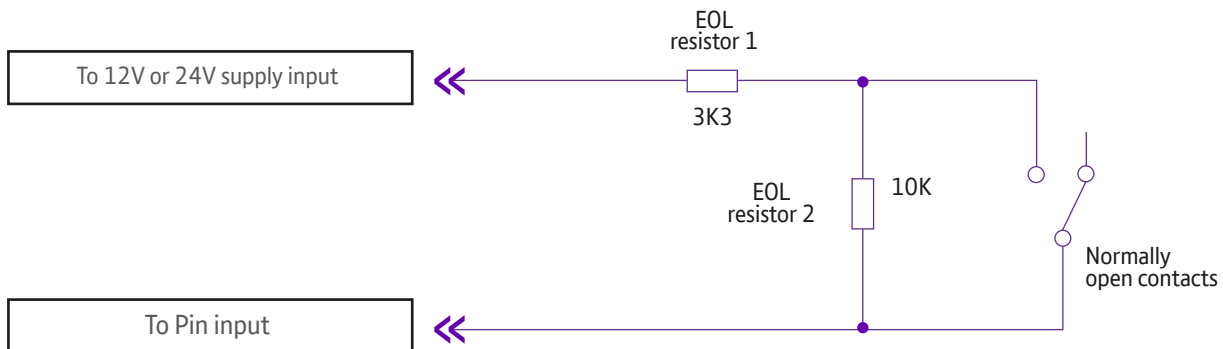 EOL
resistor 1
To 12V or 24V supply input
3K3
EOL
resistor 2
10K
Normally
open contacts
To Pin input